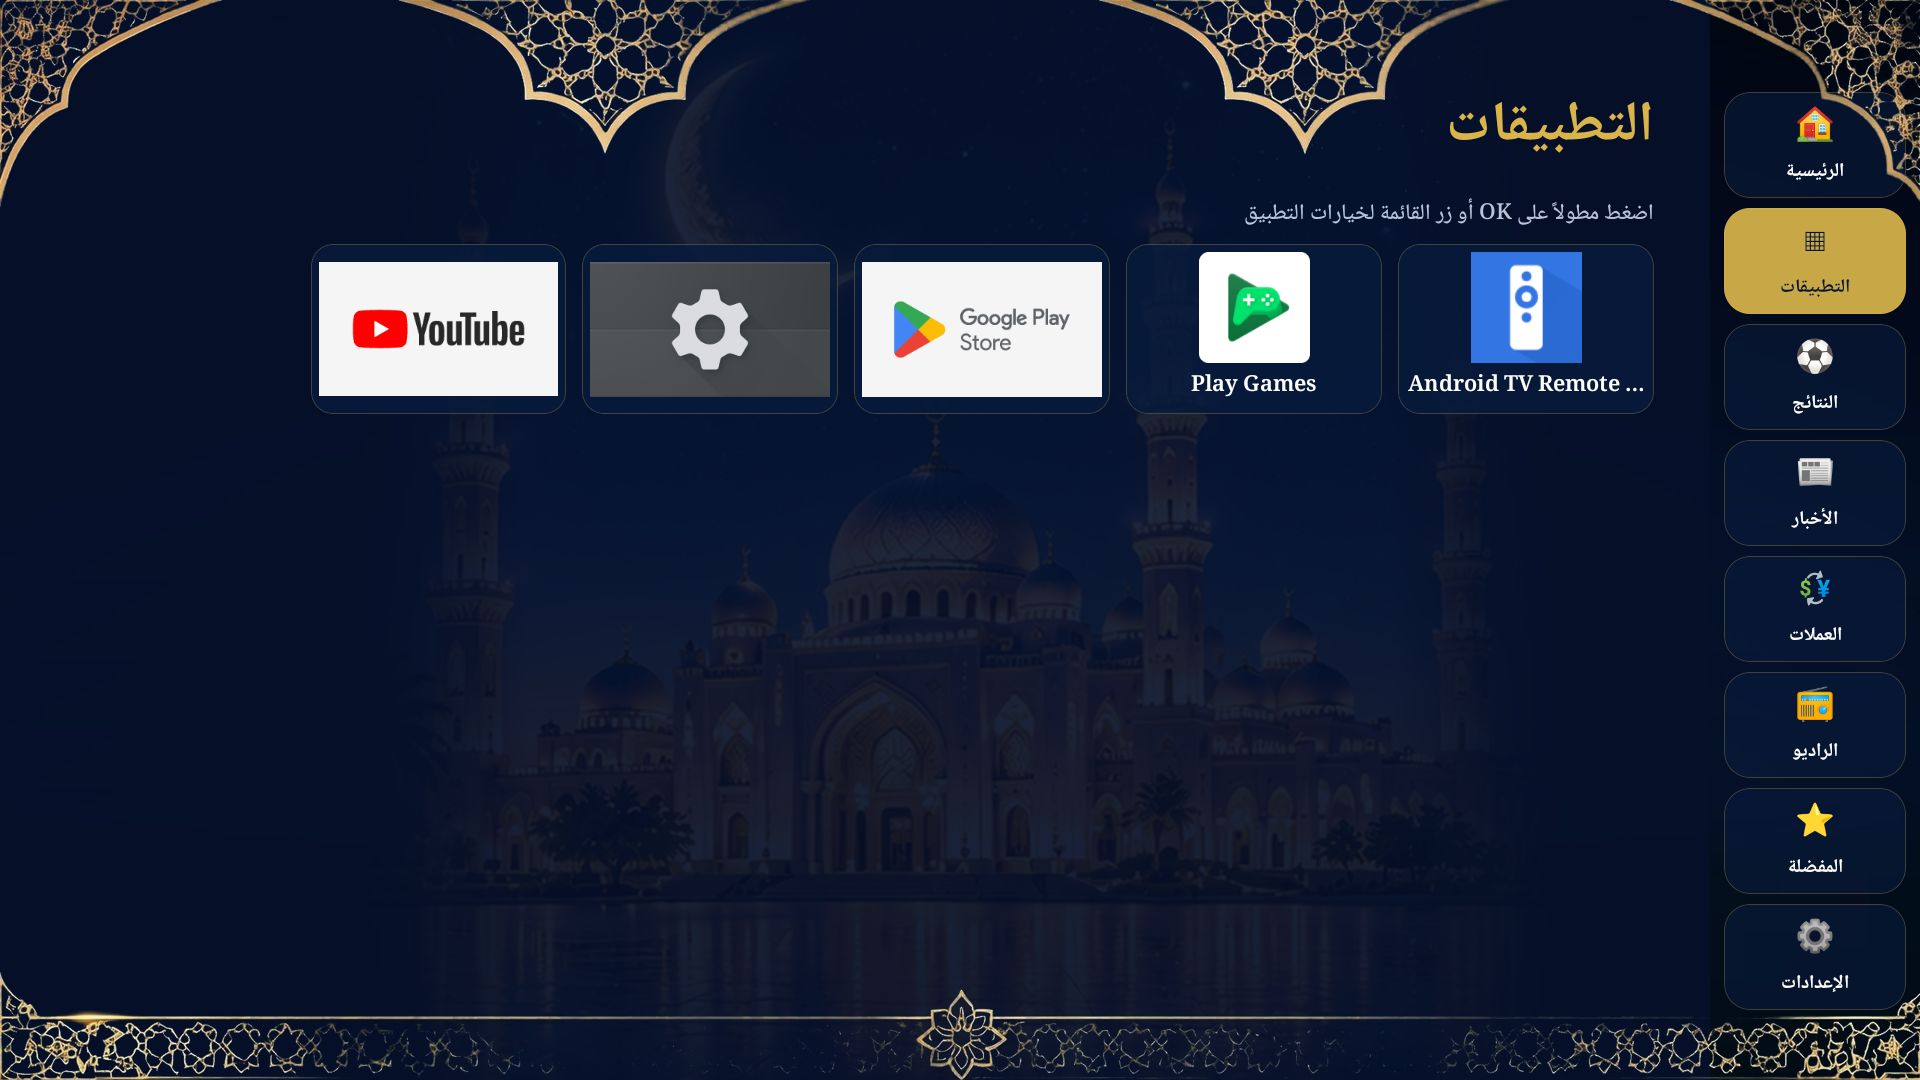 التطبيقات
اضغط مطولاً على OK أو زر القائمة لخيارات التطبيق
Android TV Remote ...
Play Games
Google Play
Store
YouTube
الرئيسية
التطبيقات
النتائج
الأخبار
العملات
الراديو
المفضلة
الإعدادات